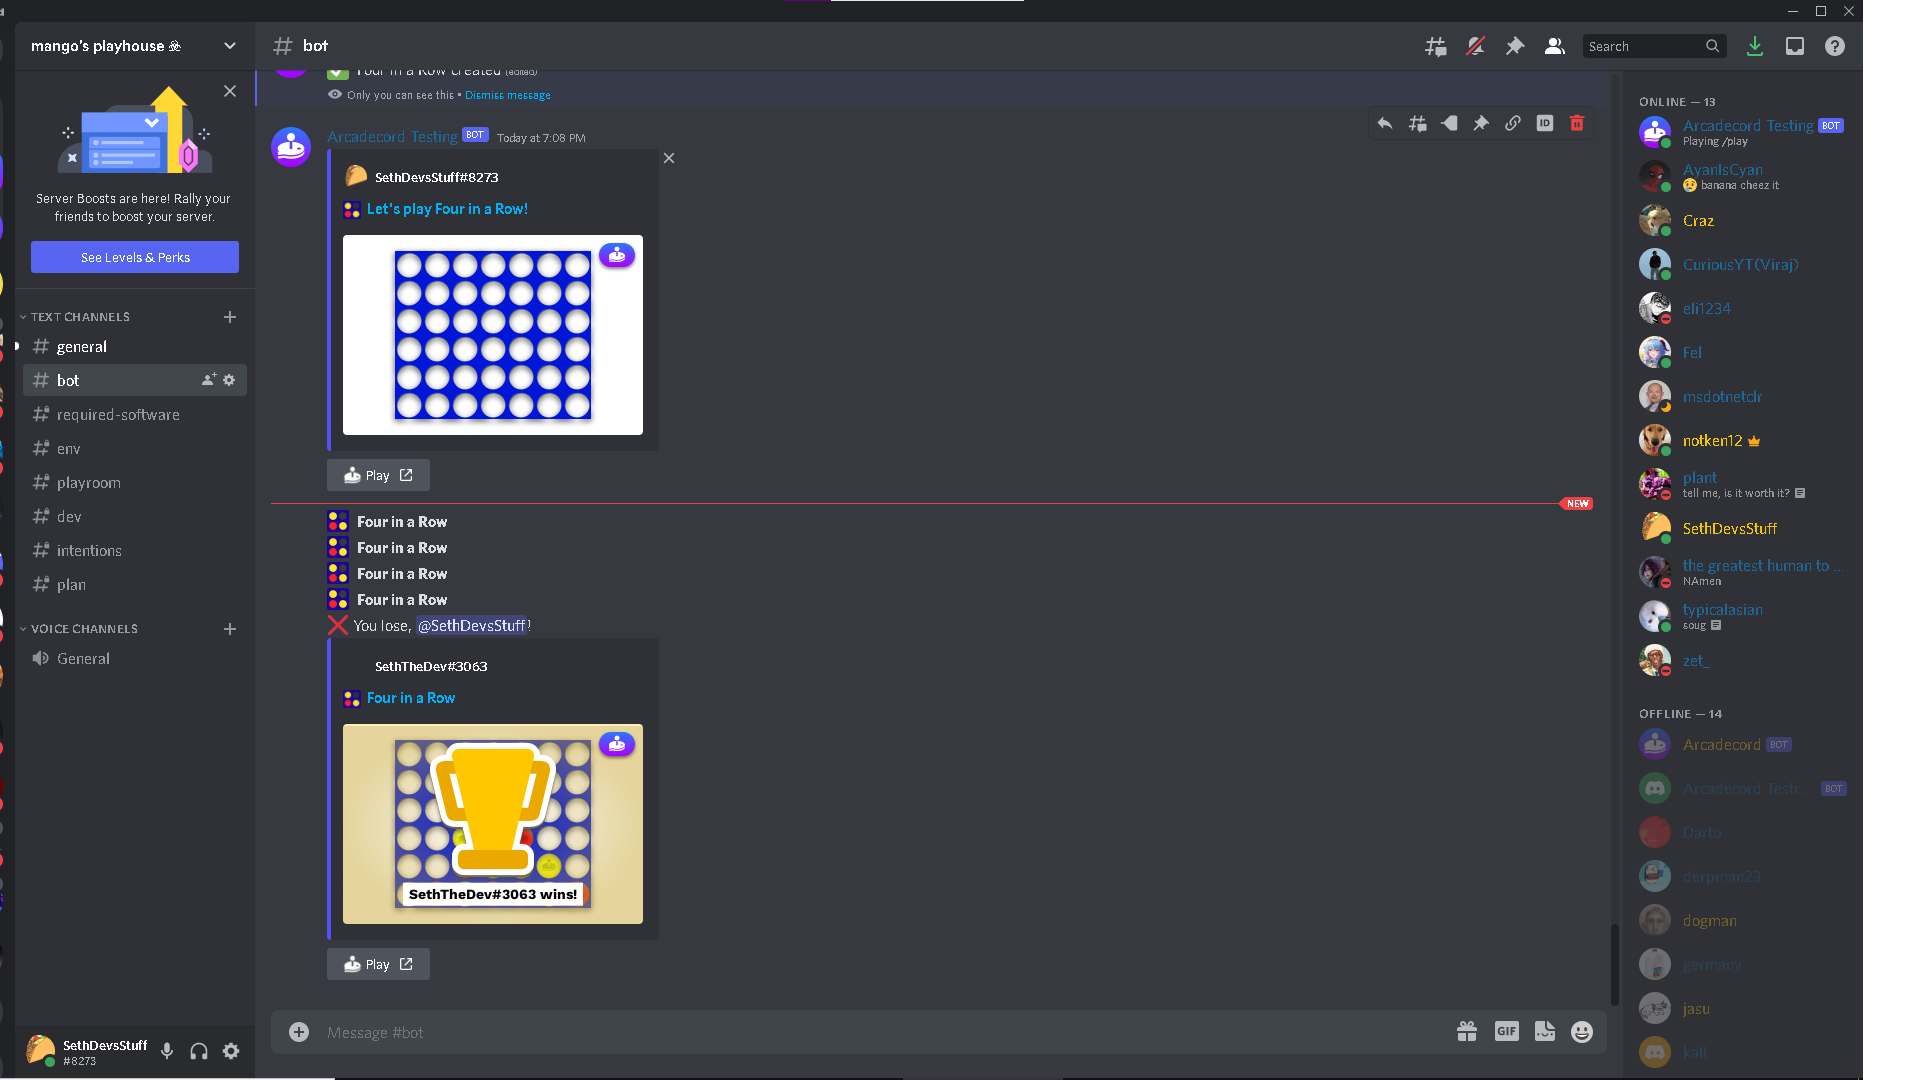 mango's playhouse ☠
Server Boosts are here! Rally your
friends to boost your server.
See Levels & Perks
TEXT CHANNELS
general
bot
required-software
env
playroom
dev
intentions
plan
VOICE CHANNELS
General
SethDevsStuff
#8273
bot
Search
Four in a Row created (edited)
Only you can see this • Dismiss message
Arcadecord Testing BOT Today at 7:08 PM
SethDevsStuff#8273
Let's play Four in a Row!
Play
NEW
Four in a Row
Four in a Row
Four in a Row
Four in a Row
❌ You lose, @SethDevsStuff!
SethTheDev#3063
Four in a Row
SethTheDev#3063 wins!
Play
Message #bot
GIF
ID
ONLINE — 13
Arcadecord Testing BOT
Playing /play
AyanIsCyan
😢 banana cheez it
Craz
CuriousYT(Viraj)
eli1234
Fel
msdotnetclr
notken12
plant
tell me, is it worth it?
SethDevsStuff
the greatest human to ...
NAmen
typicalasian
soug
zet_
OFFLINE — 14
Arcadecord BOT
Arcadecord Testi... BOT
Darto
derpman23
dogman
germany
jasu
kall